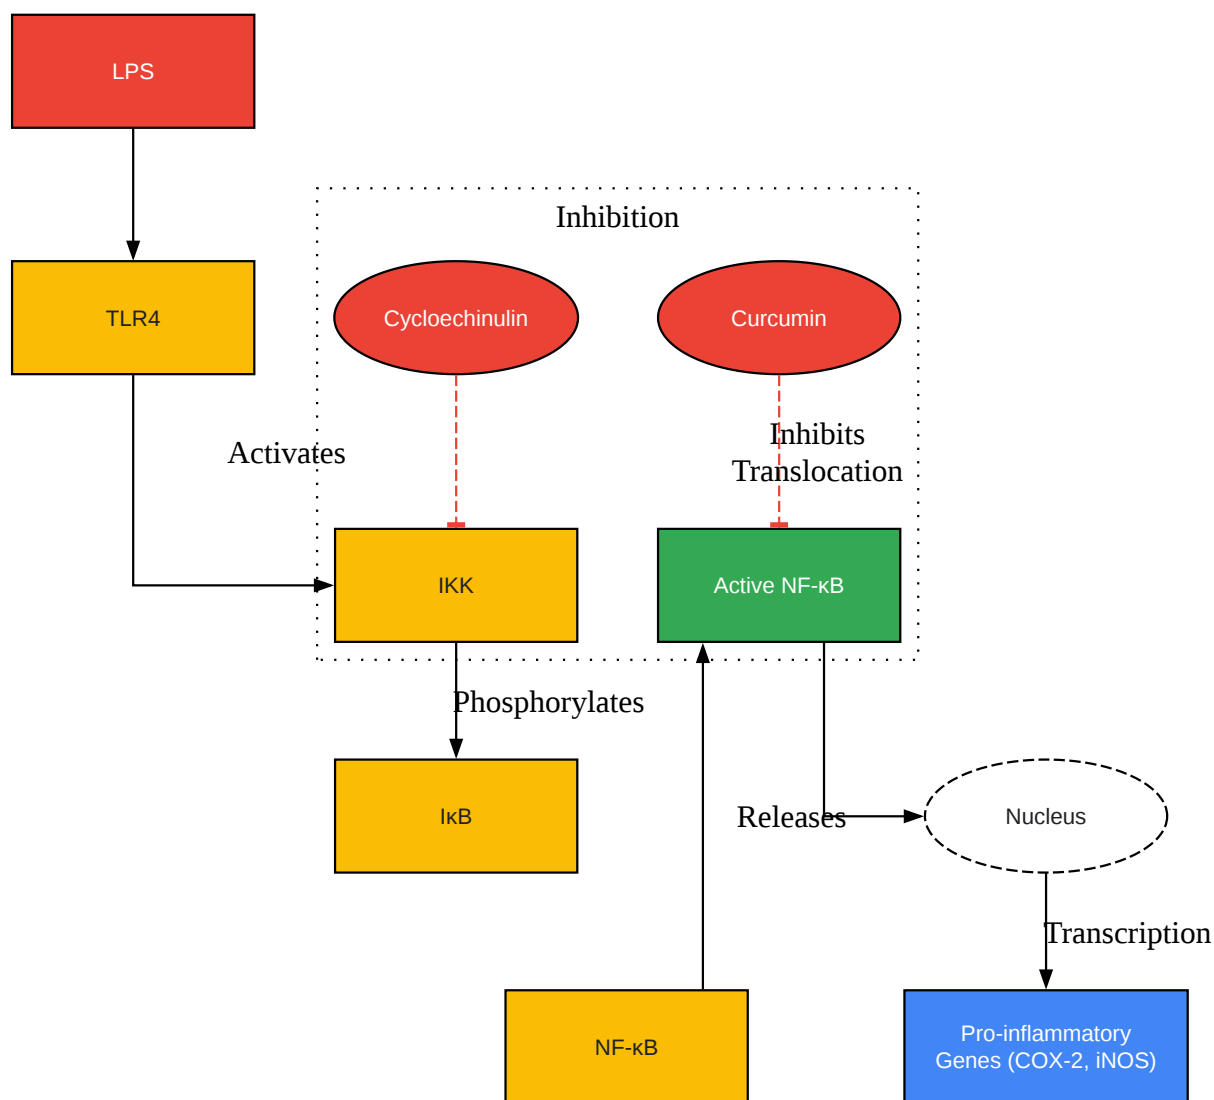 LPS
Inhibition
TLR4
Cycloechinulin
Curcumin
Activates
Inhibits
Translocation
IKK
Active NF-κB
Phosphorylates
IκB
Releases
Nucleus
Transcription
NF-κB
Pro-inflammatory
Genes (COX-2, iNOS)